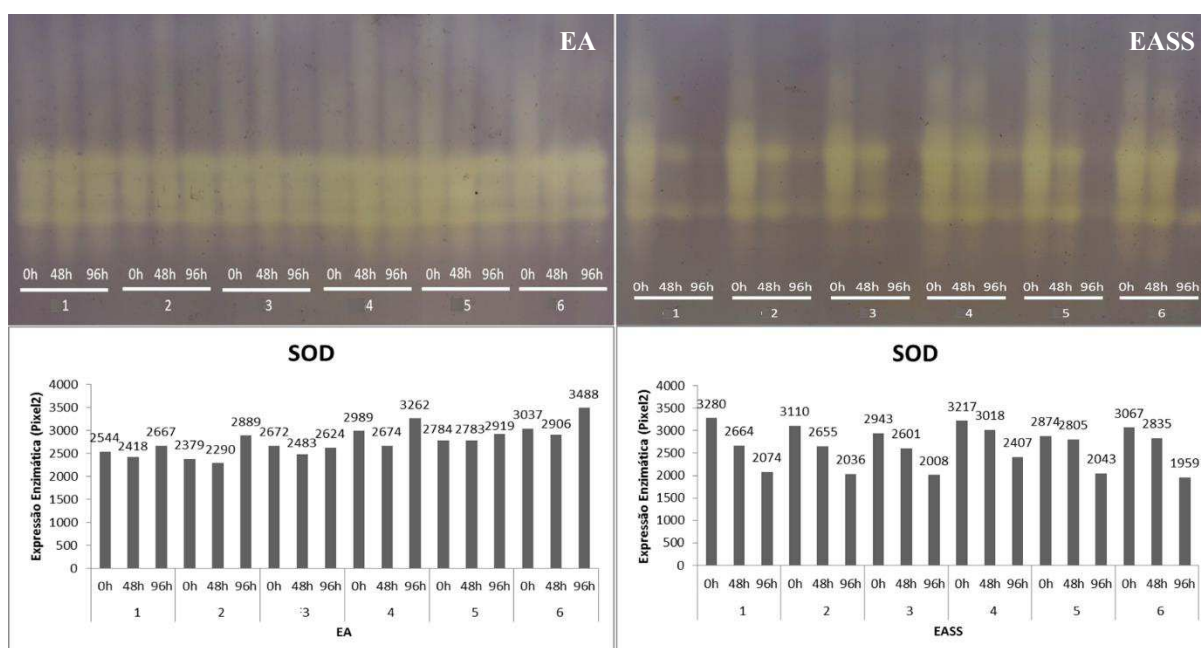 EA
0h 48h 96h 0h 48h 96h 0h 48h 96h 0h 48h 96h 0h 48h 96h 0h 48h 96h
1 2 3 4 5 6
EASS
0h 48h 96h 0h 48h 96h 0h 48h 96h 0h 48h 96h 0h 48h 96h 0h 48h 96h
1 2 3 4 5 6
SOD
Expressão Enzimática (Pixel2)
4000
3500
3000
2500
2000
1500
1000
500
0
2544 2418 2667 2379 2290 2889 2672 2483 2624 2989 2674 3262 2784 2783 2919 3037 2906 3488
0h 48h 96h 0h 48h 96h 0h 48h 96h 0h 48h 96h 0h 48h 96h 0h 48h 96h
1 2 3 4 5 6
EA
SOD
Expressão Enzimática (Pixel2)
4000
3500
3000
2500
2000
1500
1000
500
0
3280 2664 2074 3110 2655 2036 2943 2601 2008 3217 3018 2407 2874 2805 2043 3067 2835 1959
0h 48h 96h 0h 48h 96h 0h 48h 96h 0h 48h 96h 0h 48h 96h 0h 48h 96h
1 2 3 4 5 6
EASS